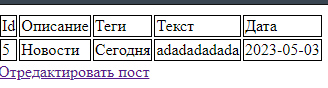 Id Описание Теги Текст Дата
5 Новости Сегодня adadadadada 2023-05-03
Отредактировать пост